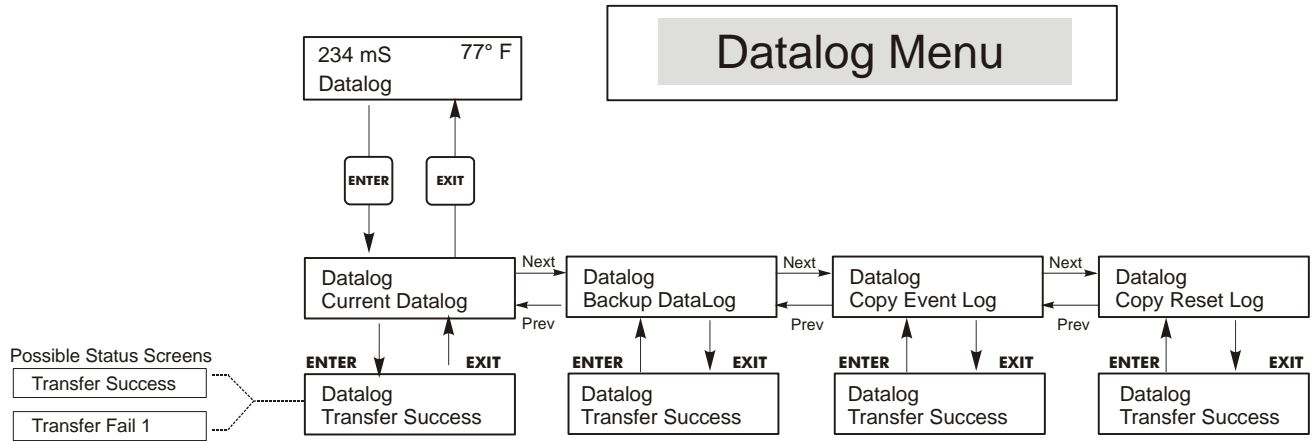 Datalog Menu
234 mS 77° F
Datalog
ENTER EXIT
Datalog
Current Datalog
Next
Prev
Datalog
Backup DataLog
Next
Prev
Datalog
Copy Event Log
Next
Prev
Datalog
Copy Reset Log
ENTER EXIT
ENTER EXIT
ENTER EXIT
ENTER EXIT
Possible Status Screens
Transfer Success
Transfer Fail 1
Datalog
Transfer Success
Datalog
Transfer Success
Datalog
Transfer Success
Datalog
Transfer Success